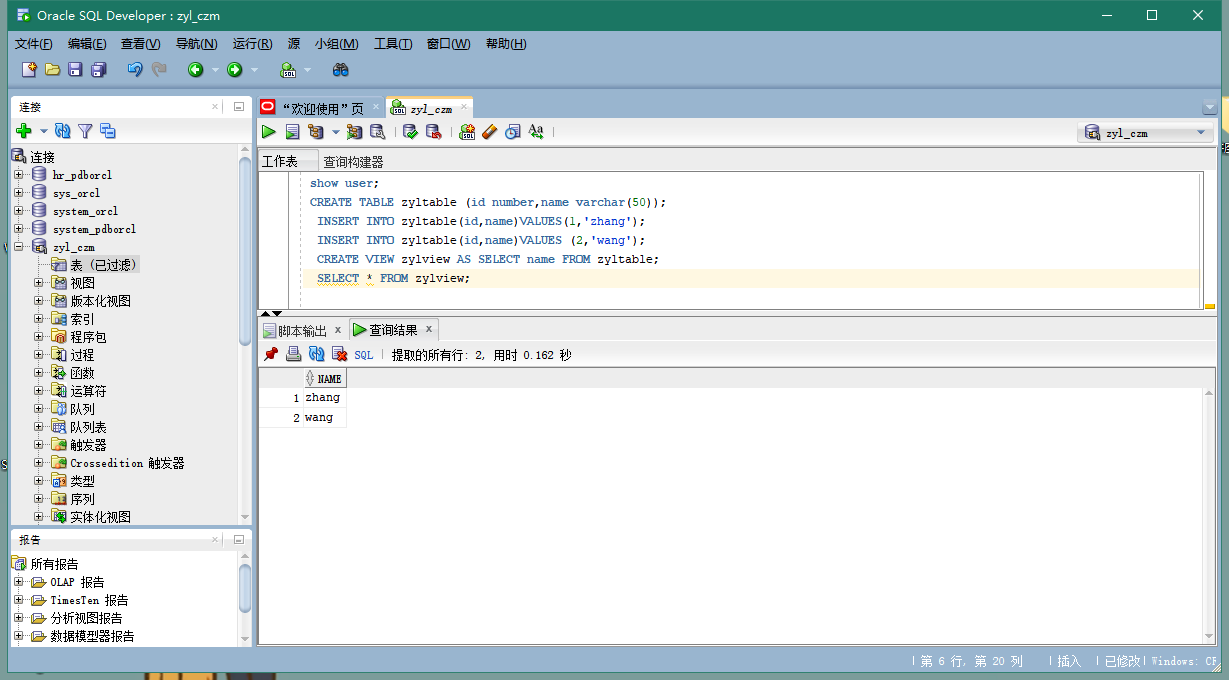 Oracle SQL Developer : zyl_czm
文件(F) 编辑(E) 查看(V) 导航(N) 运行(R) 源 小组(M) 工具(T) 窗口(W) 帮助(H)
连接
连接
hr_pdborcl
sys_orcl
system_orcl
system_pdborcl
zyl_czm
表 (已过滤)
视图
版本化视图
索引
程序包
过程
函数
运算符
队列
队列表
触发器
Crossedition 触发器
类型
序列
实体化视图
报告
所有报告
OLAP 报告
TimesTen 报告
分析视图报告
数据模型器报告
“欢迎使用”页 zyl_czm
zyl_czm
工作表 查询构建器
show user;
CREATE TABLE zyltable (id number,name varchar(50));
INSERT INTO zyltable(id,name)VALUES(1,'zhang');
INSERT INTO zyltable(id,name)VALUES (2,'wang');
CREATE VIEW zylview AS SELECT name FROM zyltable;
SELECT * FROM zylview;
脚本输出 x 查询结果 x
SQL 提取的所有行: 2, 用时 0.162 秒
NAME
1 zhang
2 wang
第 6 行, 第 20 列 插入 已修改 Windows: CF